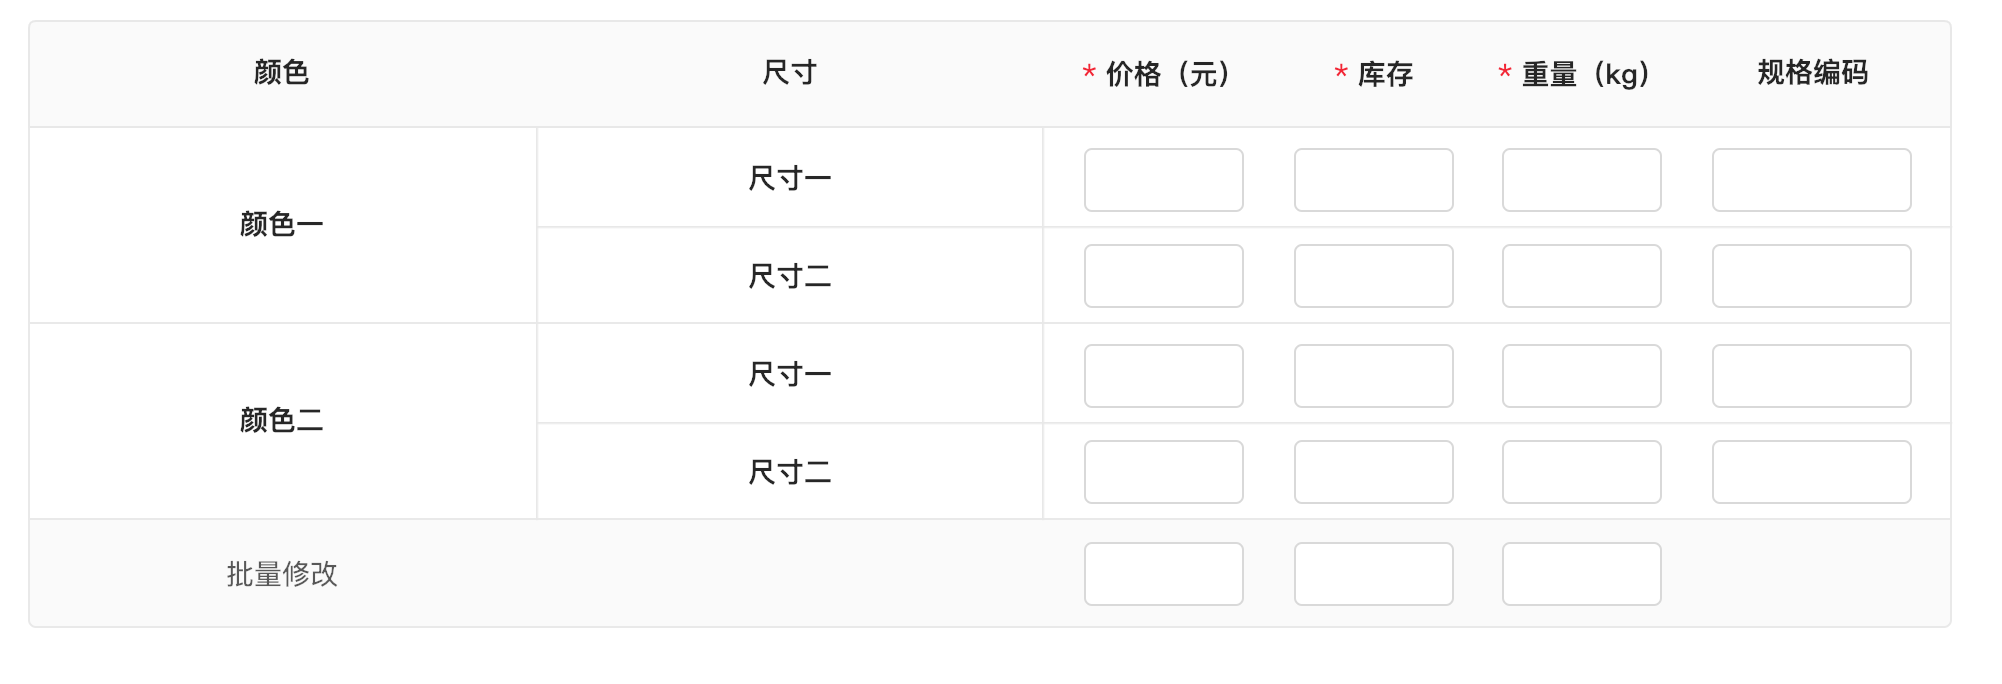 颜色 尺寸 * 价格（元） * 库存 * 重量（kg） 规格编码
颜色一 尺寸一
尺寸二
颜色二 尺寸一
尺寸二
批量修改